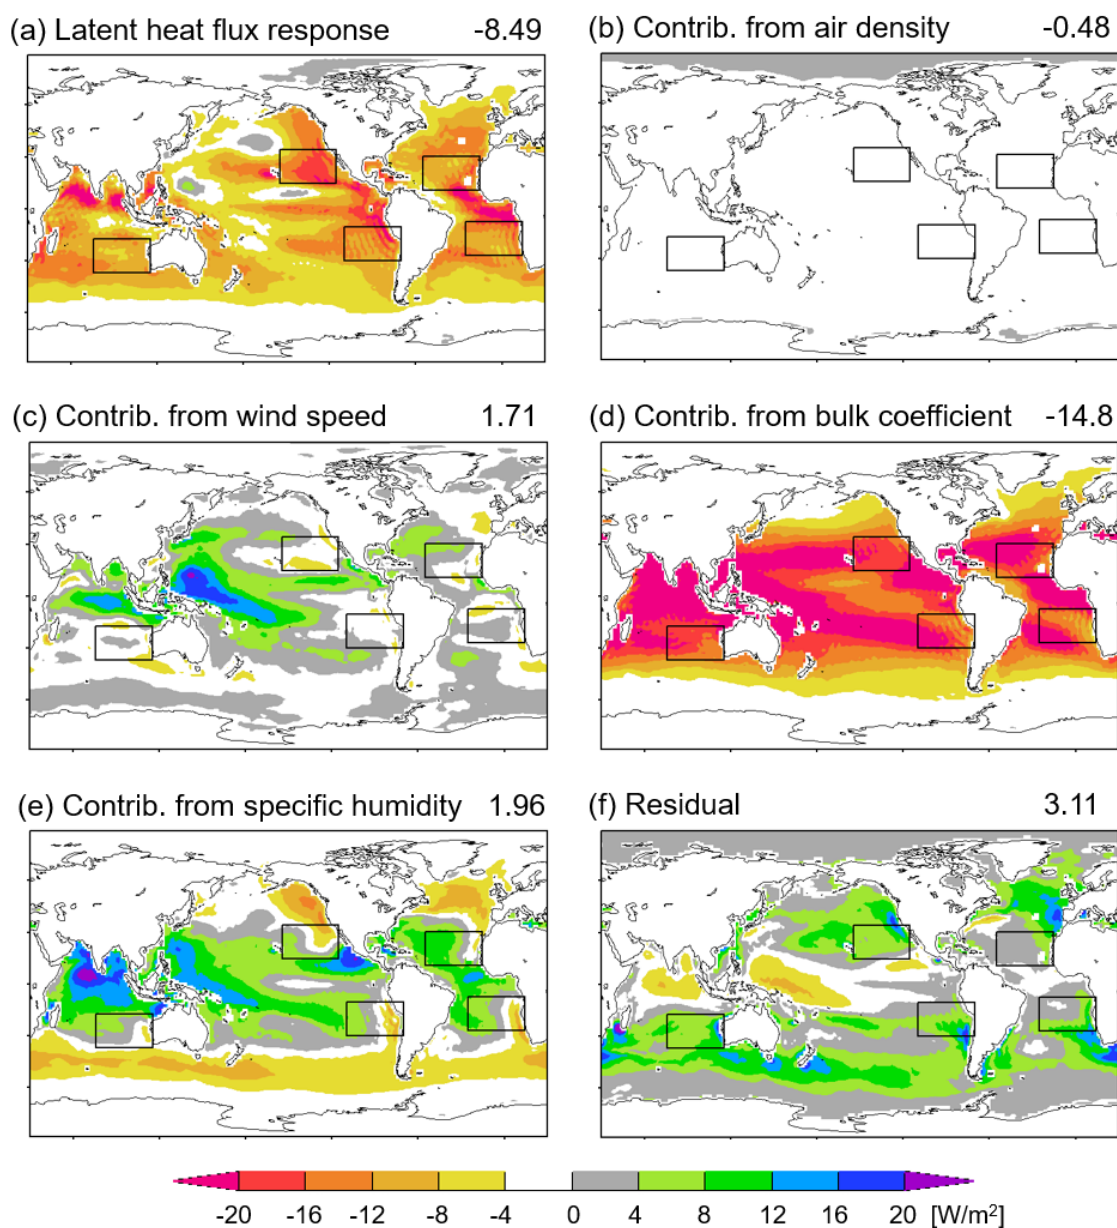 (a) Latent heat flux response -8.49
(b) Contrib. from air density -0.48
(c) Contrib. from wind speed 1.71
(d) Contrib. from bulk coefficient -14.8
(e) Contrib. from specific humidity 1.96
(f) Residual 3.11
-20 -16 -12 -8 -4 0 4 8 12 16 20 [W/m²]